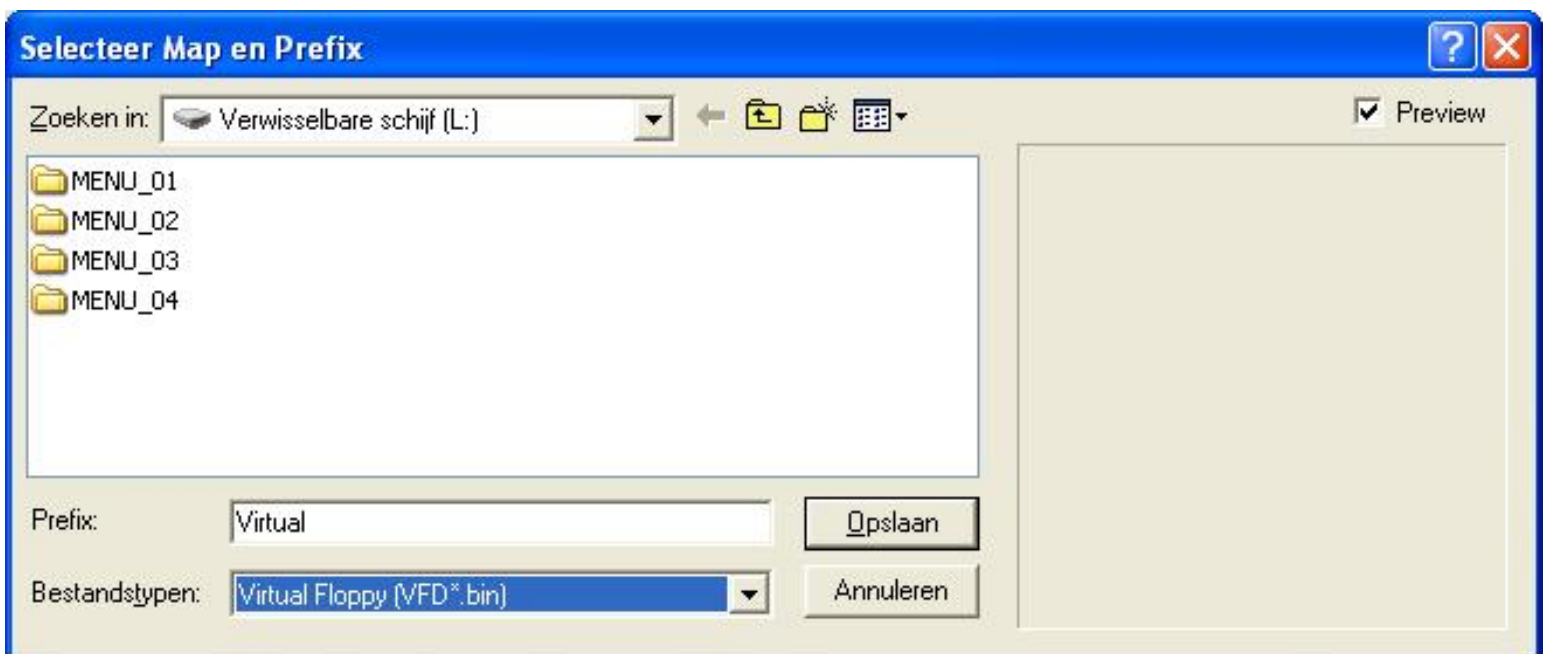 Selecteer Map en Prefix
Zoeken in: Verwisselbare schijf (L:) Preview
MENU_01
MENU_02
MENU_03
MENU_04
Prefix: Virtual Opslaan
Bestandstypen: Virtual Floppy (VFD*.bin) Annuleren